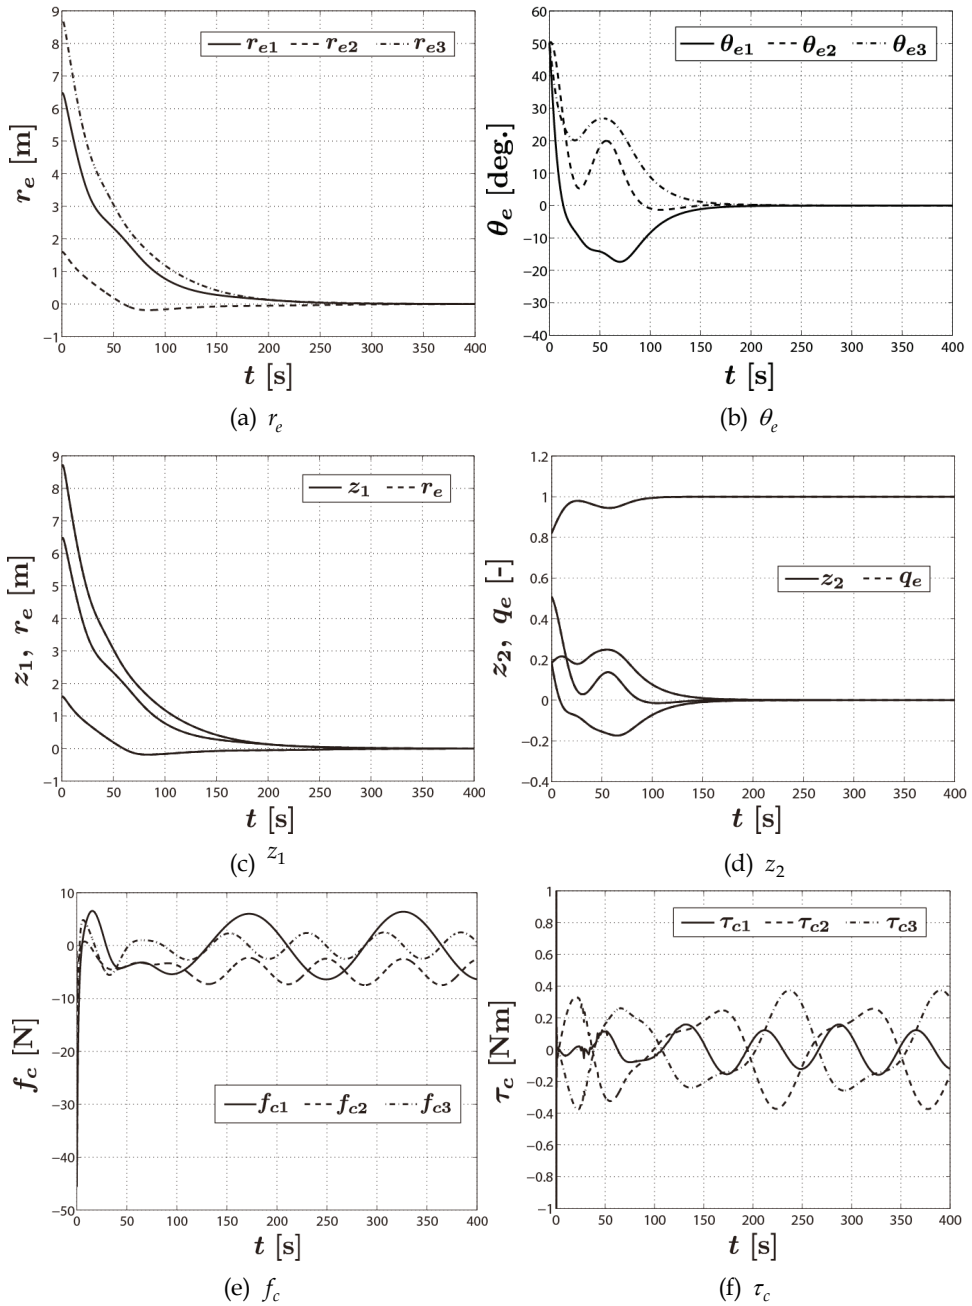 r_e [m]
9
8
7
6
5
4
3
2
1
0
−1
r_e1 r_e2 r_e3
0 50 100 150 200 250 300 350 400
t [s]
(a) r_e
θ_e [deg.]
60
50
40
30
20
10
0
−10
−20
−30
−40
θ_e1 θ_e2 θ_e3
0 50 100 150 200 250 300 350 400
t [s]
(b) θ_e
z_1, r_e [m]
9
8
7
6
5
4
3
2
1
0
−1
z_1 r_e
0 50 100 150 200 250 300 350 400
t [s]
(c) z_1
z_2, q_e [-]
1.2
1
0.8
0.6
0.4
0.2
0
−0.2
−0.4
z_2 q_e
0 50 100 150 200 250 300 350 400
t [s]
(d) z_2
f_c [N]
10
0
−10
−20
−30
−40
−50
f_c1 f_c2 f_c3
0 50 100 150 200 250 300 350 400
t [s]
(e) f_c
τ_c [Nm]
1
0.8
0.6
0.4
0.2
0
−0.2
−0.4
−0.6
−0.8
−1
τ_c1 τ_c2 τ_c3
0 50 100 150 200 250 300 350 400
t [s]
(f) τ_c